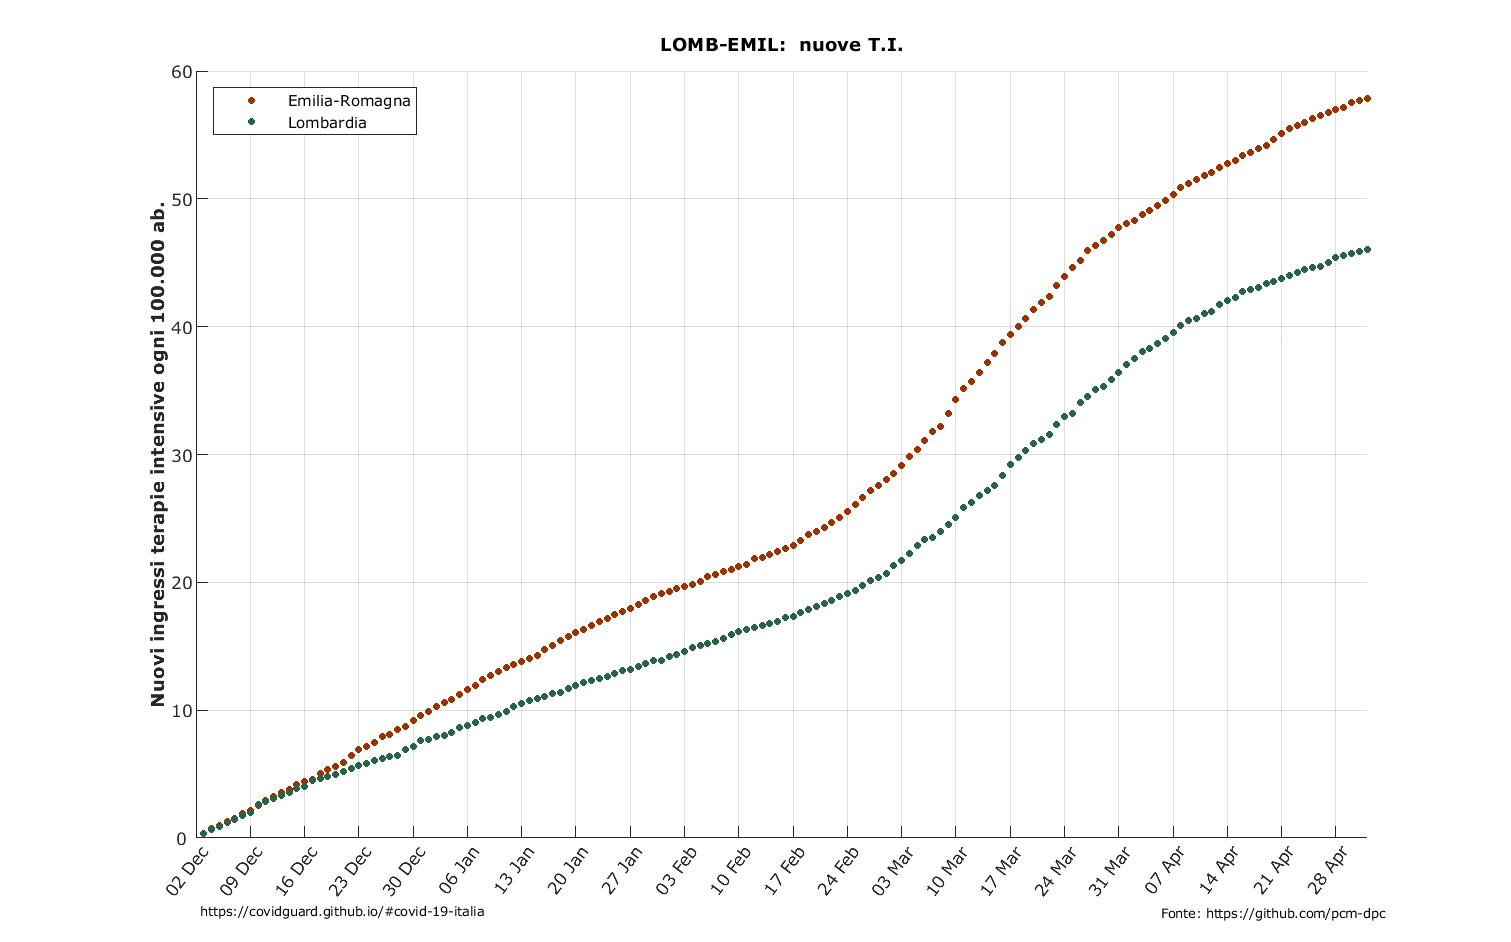 LOMB-EMIL:  nuove T.I.
Emilia-Romagna
Lombardia
Nuovi ingressi terapie intensive ogni 100.000 ab.
60
50
40
30
20
10
0
02 Dec
09 Dec
16 Dec
23 Dec
30 Dec
06 Jan
13 Jan
20 Jan
27 Jan
03 Feb
10 Feb
17 Feb
24 Feb
03 Mar
10 Mar
17 Mar
24 Mar
31 Mar
07 Apr
14 Apr
21 Apr
28 Apr
https://covidguard.github.io/#covid-19-italia
Fonte: https://github.com/pcm-dpc